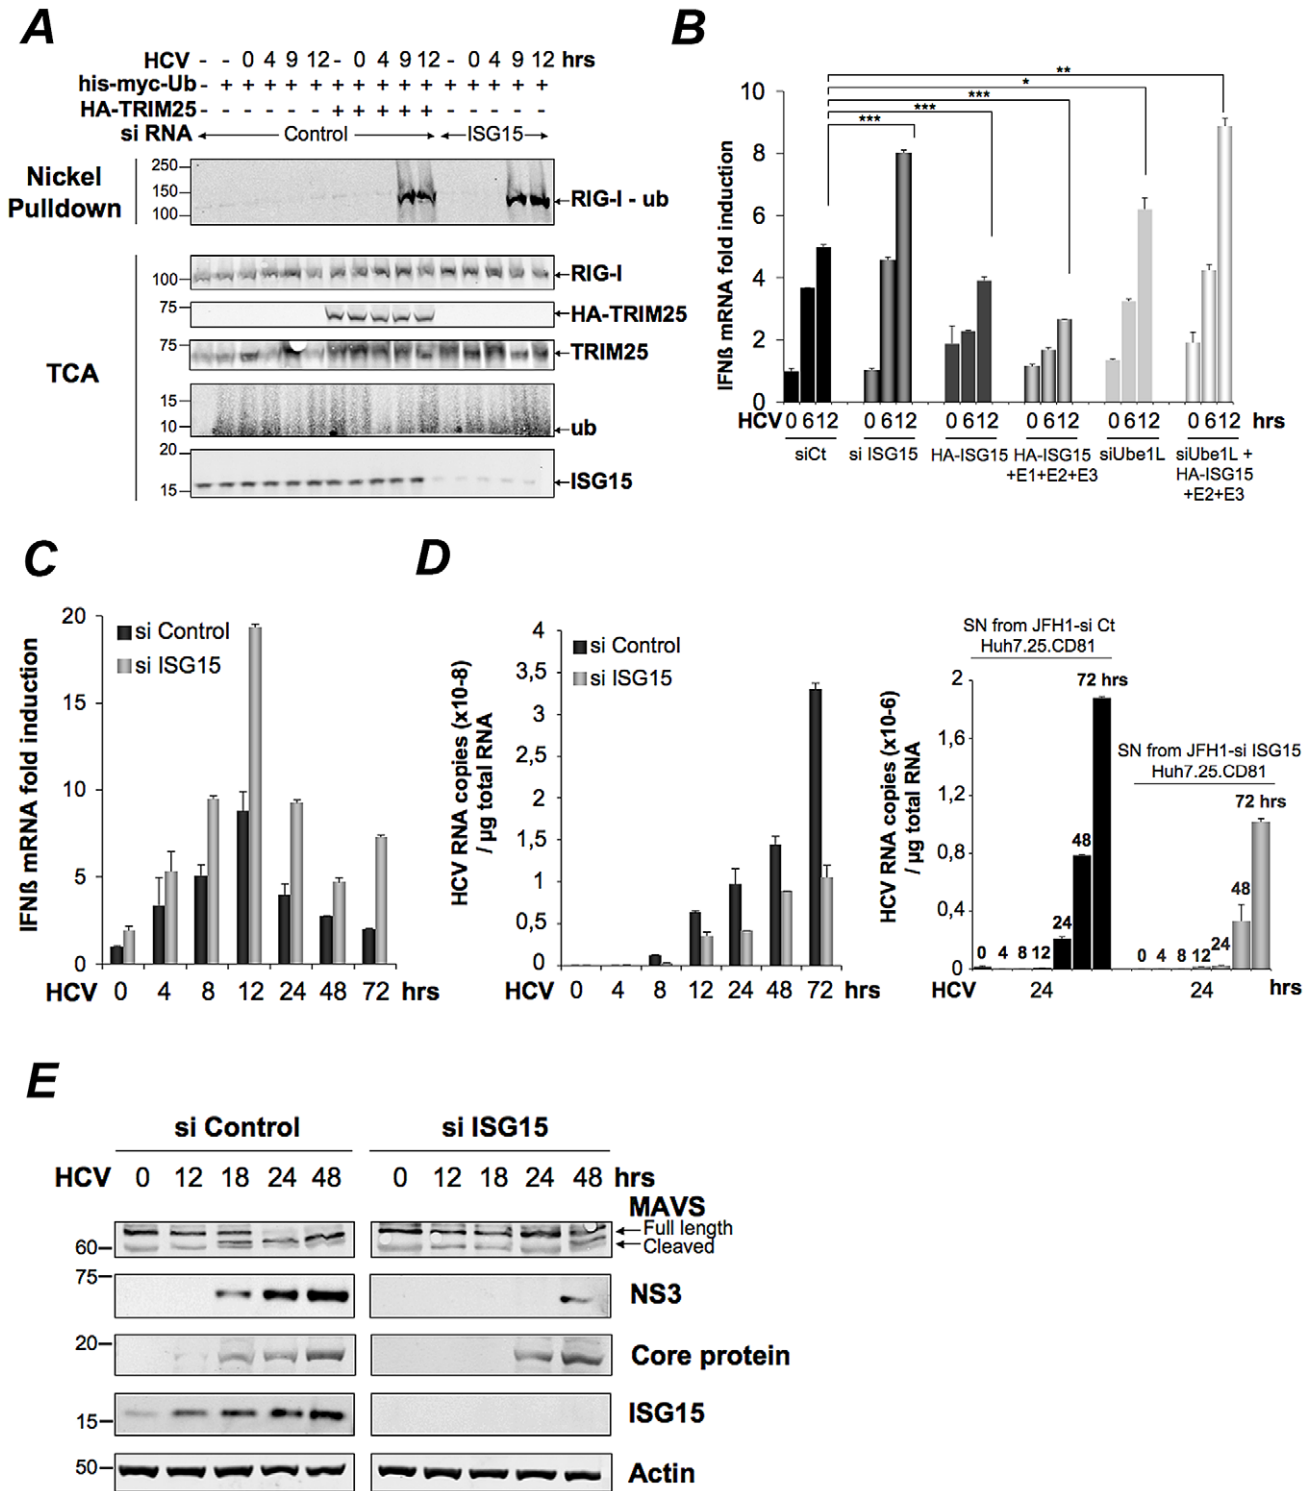 A
HCV - - 0 4 9 12 - 0 4 9 12 - 0 4 9 12 hrs
his-myc-Ub - + + + + + + + + + + + + + + +
HA-TRIM25 - - - - - - + + + + + - - - - -
si RNA Control ISG15
Nickel
Pulldown
250
150
100
RIG-I - ub
TCA
100
RIG-I
75
HA-TRIM25
75
TRIM25
15
10
ub
20
15
ISG15
B
IFNß mRNA fold induction
10
8
6
4
2
0
**
*
***
***
***
HCV 0 6 12 0 6 12 0 6 12 0 6 12 0 6 12 0 6 12 hrs
siCt
si ISG15
HA-ISG15
HA-ISG15
+E1+E2+E3
siUbe1L
siUbe1L +
HA-ISG15
+E2+E3
C
IFNß mRNA fold induction
20
15
10
5
0
si Control
si ISG15
HCV 0 4 8 12 24 48 72 hrs
D
HCV RNA copies (x10-8)
/ µg total RNA
4
3,5
3
2,5
2
1,5
1
0,5
0
si Control
si ISG15
HCV 0 4 8 12 24 48 72 hrs
HCV RNA copies (x10-6)
/ µg total RNA
2
1,6
1,2
0,8
0,4
0
SN from JFH1-si Ct
Huh7.25.CD81
72 hrs
48
24
0 4 8 12
SN from JFH1-si ISG15
Huh7.25.CD81
72 hrs
48
24
0 4 8 12
HCV 24 24 hrs
E
si Control si ISG15
HCV 0 12 18 24 48 0 12 18 24 48 hrs
MAVS
Full length
Cleaved
60
75
NS3
20
Core protein
15
ISG15
50
Actin